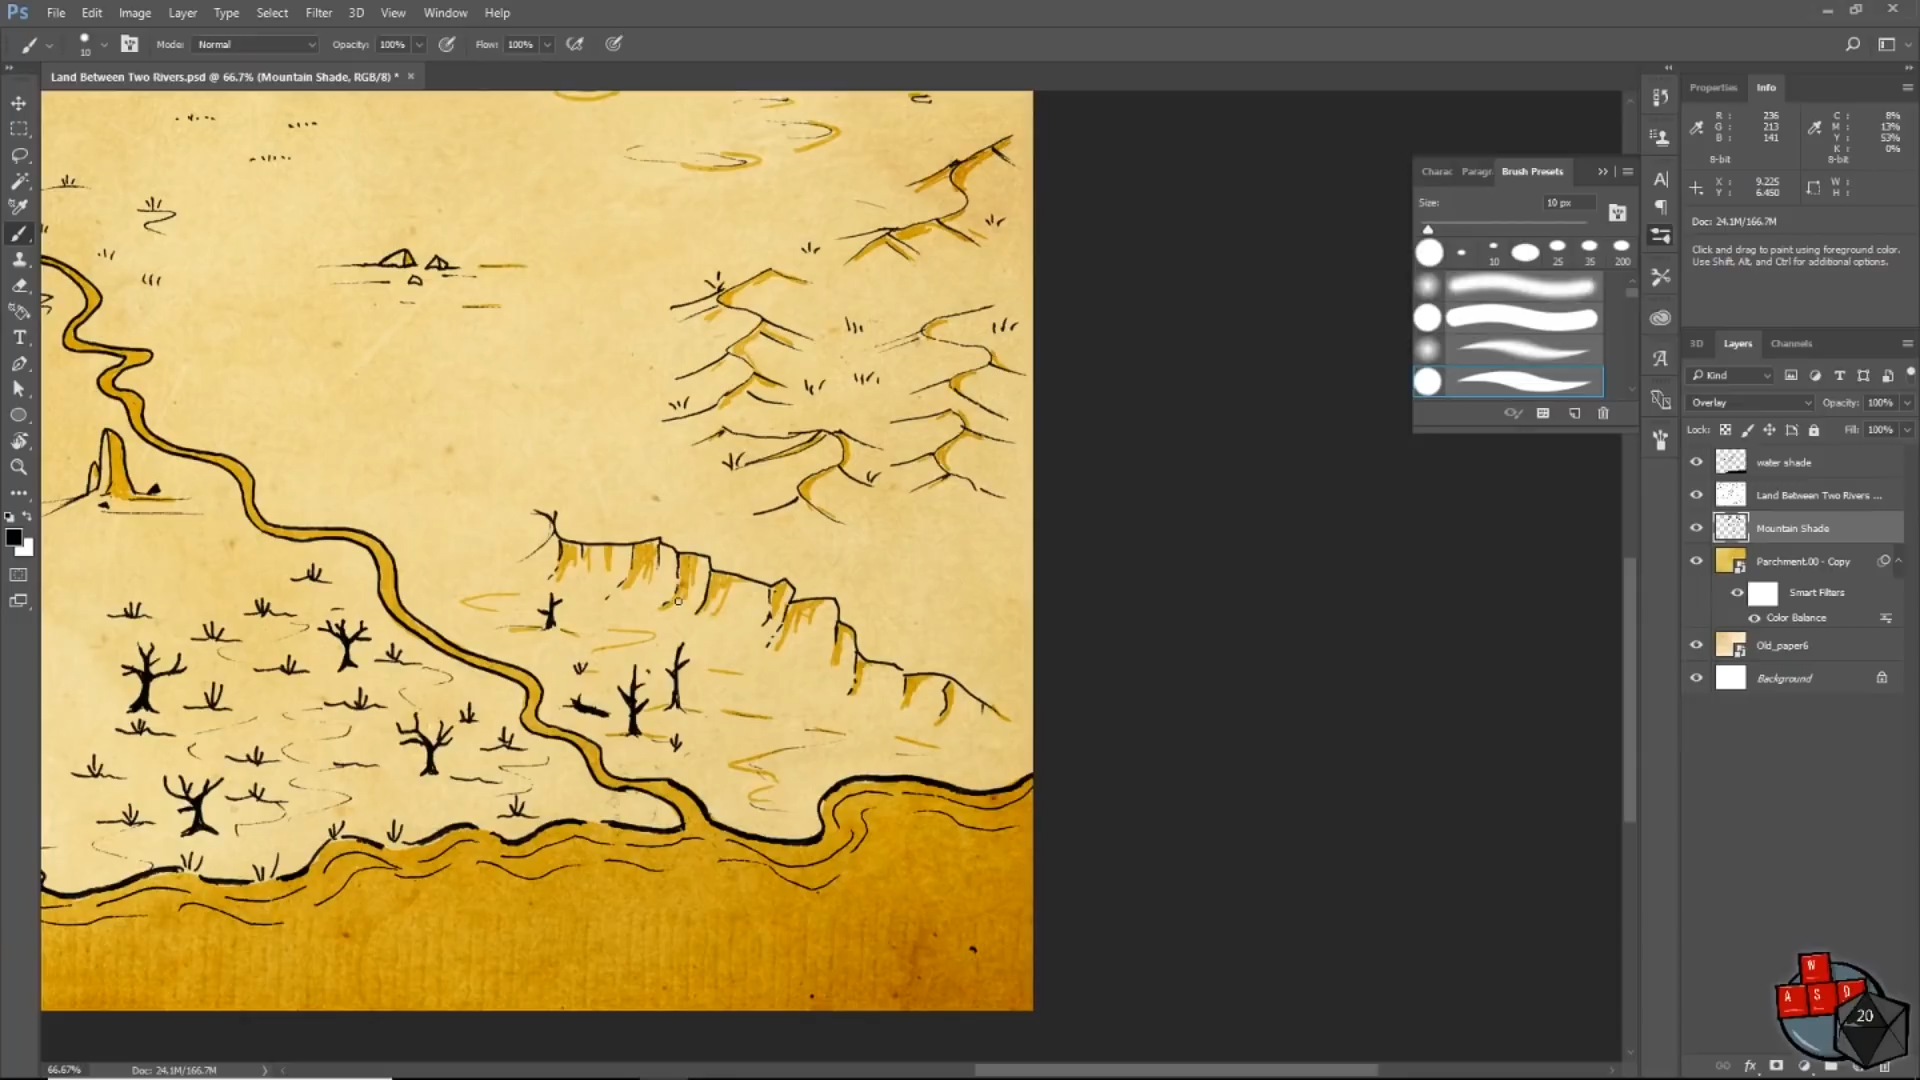 Ps File Edit Image Layer Type Select Filter 3D View Window Help
10 Mode: Normal Opacity: 100% Flow: 100%
Land Between Two Rivers.psd @ 66.7% (Mountain Shade, RGB/8) *
Properties Info
R : 236 C : 8%
G : 213 M : 13%
B : 141 Y : 53%
K : 0%
8-bit 8-bit
X : 9.225 W :
Y : 6.450 H :
Doc: 24.1M/166.7M
Click and drag to paint using foreground color.
Use Shift, Alt, and Ctrl for additional options.
Charac Paragr Brush Presets
Size: 10 px
10 25 35 200
3D Layers Channels
Kind
Overlay Opacity: 100%
Lock: Fill: 100%
water shade
Land Between Two Rivers ...
Mountain Shade
Parchment.00 - Copy
Smart Filters
Color Balance
Old_paper6
Background
W
A S D
20
66.67% Doc: 24.1M/166.7M
fx